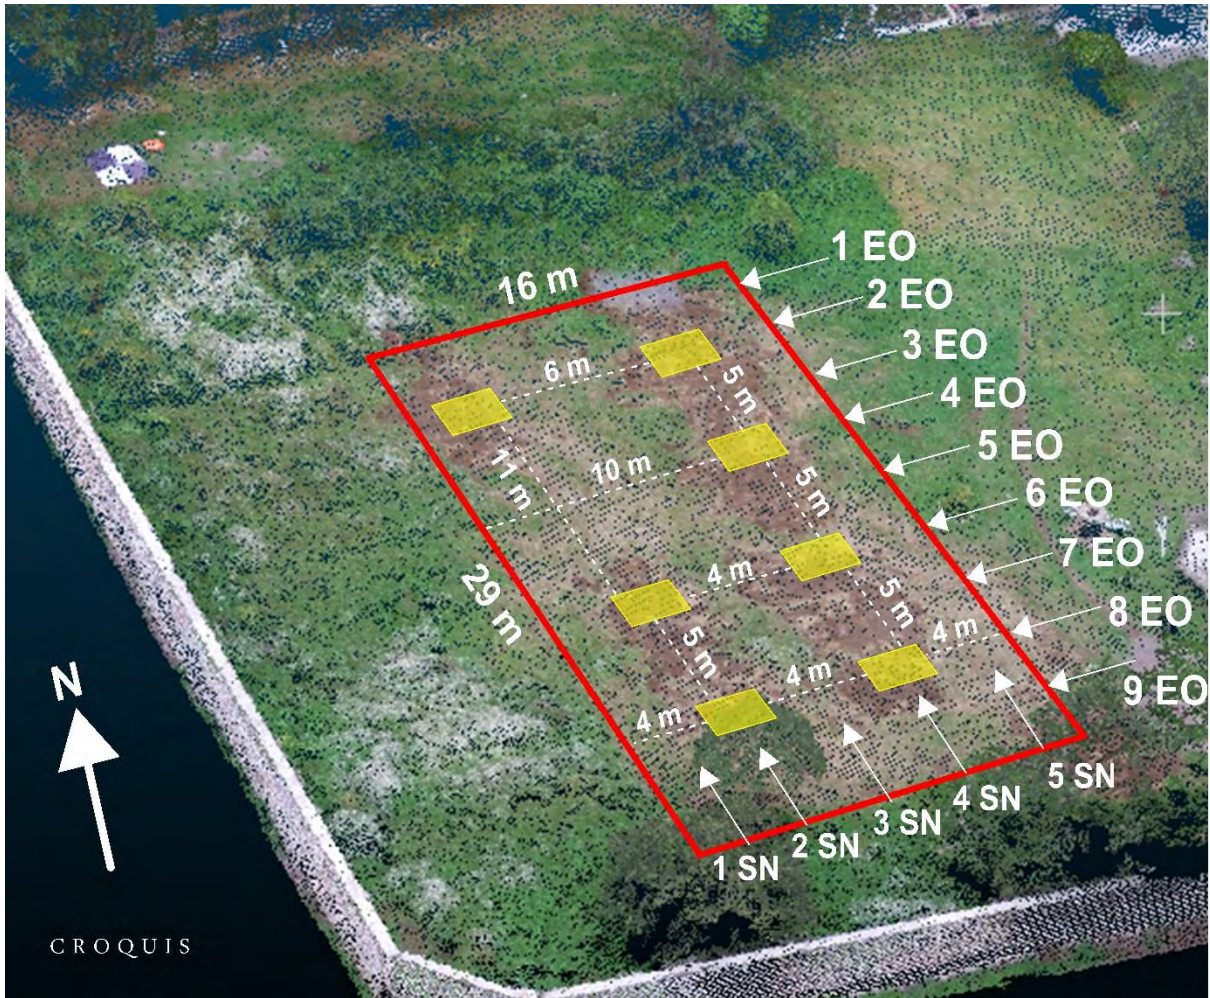 1 EO
16 m
2 EO
3 EO
6 m
5 m
4 EO
5 EO
11 m
10 m
5 m
6 EO
7 EO
29 m
4 m
5 m
8 EO
4 m
5 m
4 m
9 EO
N
4 m
5 SN
4 SN
3 SN
2 SN
1 SN
CROQUIS